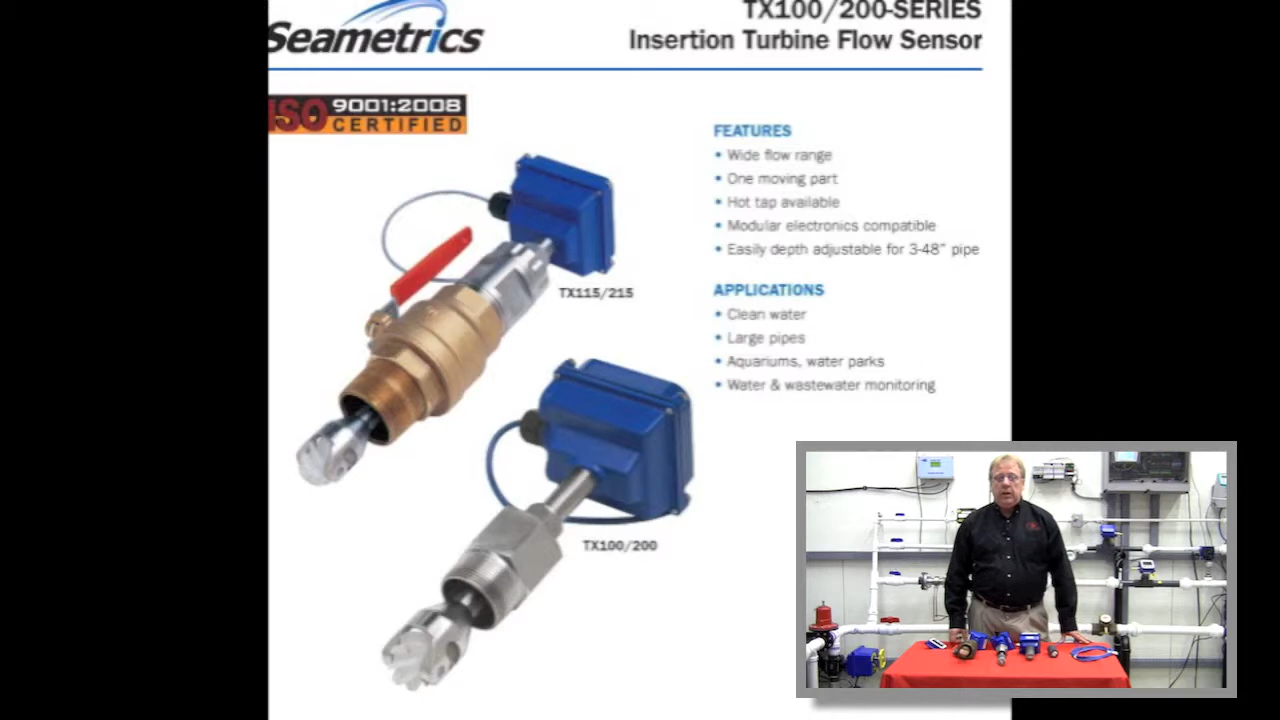 TX100/200-SERIES
Seametrics
Insertion Turbine Flow Sensor
ISO 9001:2008
CERTIFIED
FEATURES
• Wide flow range
• One moving part
• Hot tap available
• Modular electronics compatible
• Easily depth adjustable for 3-48” pipe
TX115/215
APPLICATIONS
• Clean water
• Large pipes
• Aquariums, water parks
• Water & wastewater monitoring
TX100/200